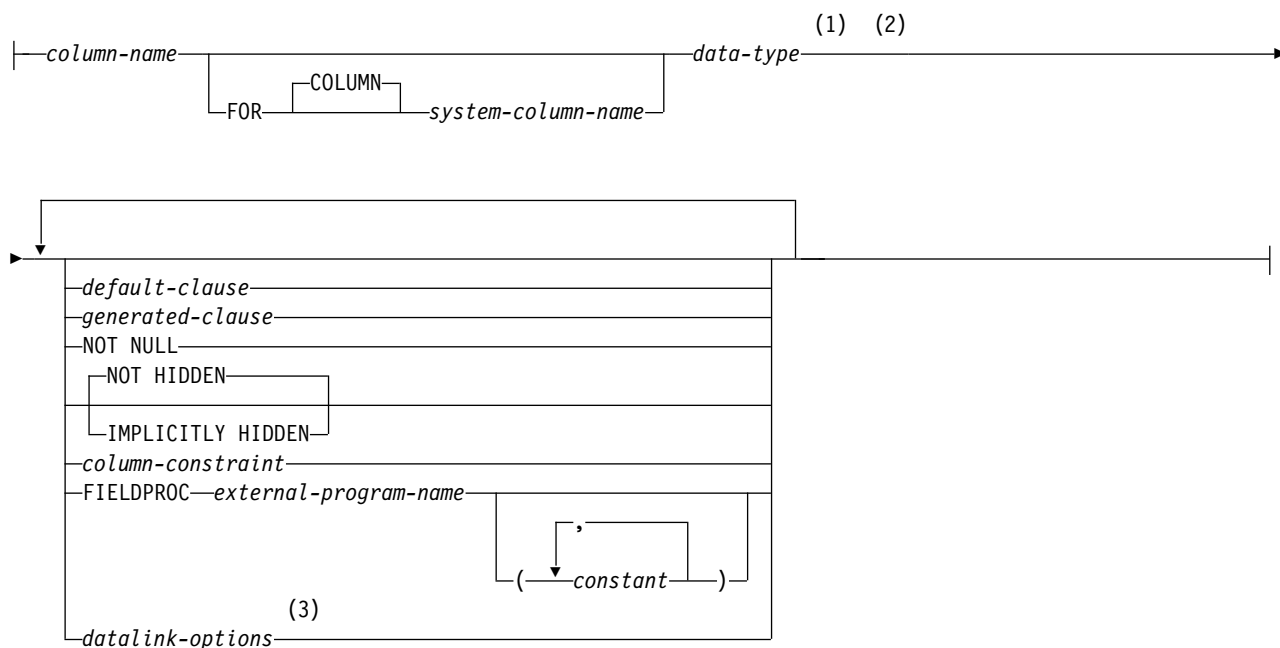 (1) (2)
column-name data-type
COLUMN
FOR system-column-name
default-clause
generated-clause
NOT NULL
NOT HIDDEN
IMPLICITLY HIDDEN
column-constraint
FIELDPROC external-program-name
,
( constant )
(3)
datalink-options